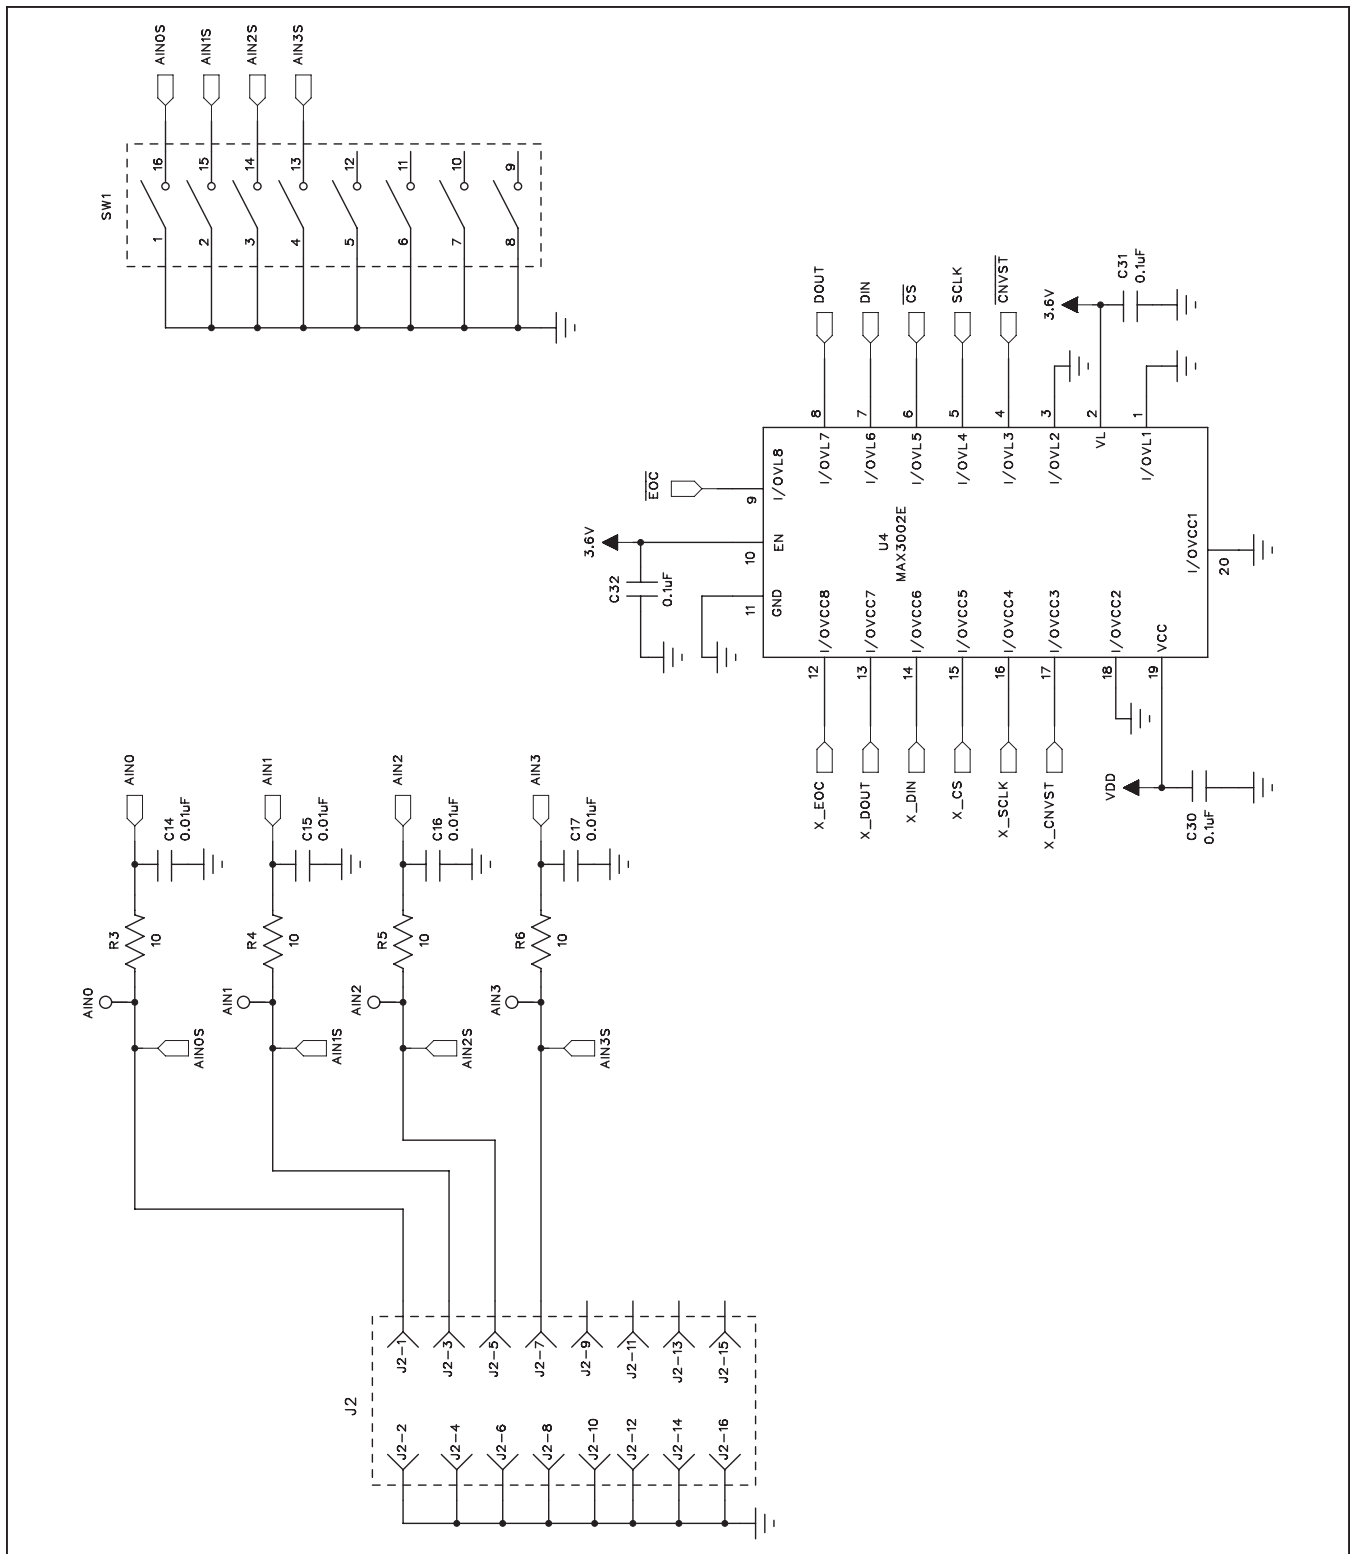 SW1
AIN0S
AIN1S
AIN2S
AIN3S
16
15
14
13
12
11
10
9
1
2
3
4
5
6
7
8
DOUT
DIN
CS
SCLK
CNVST
3.6V
C31
0.1uF
8
7
6
5
4
3
2
1
I/OVL7
I/OVL6
I/OVL5
I/OVL4
I/OVL3
I/OVL2
VL
I/OVL1
EOC
9
I/OVL8
3.6V
10
EN
C32
0.1uF
11
GND
U4
MAX3002E
I/OVCC1
20
I/OVCC8
I/OVCC7
I/OVCC6
I/OVCC5
I/OVCC4
I/OVCC3
I/OVCC2
VCC
12
13
14
15
16
17
18
19
X_EOC
X_DOUT
X_DIN
X_CS
X_SCLK
X_CNVST
VDD
C30
0.1uF
AIN0
AIN1
AIN2
AIN3
C14
0.01uF
C15
0.01uF
C16
0.01uF
C17
0.01uF
R3
10
R4
10
R5
10
R6
10
AIN0
AIN1
AIN2
AIN3
AIN0S
AIN1S
AIN2S
AIN3S
J2
J2-1
J2-3
J2-5
J2-7
J2-9
J2-11
J2-13
J2-15
J2-2
J2-4
J2-6
J2-8
J2-10
J2-12
J2-14
J2-16